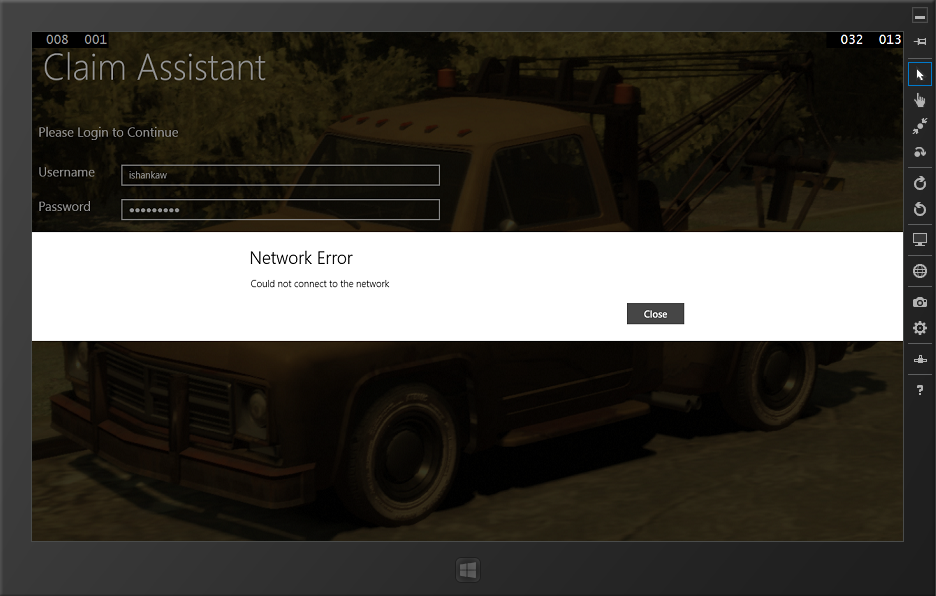 008 001 032 013
Claim Assistant
Please Login to Continue
Username ishankaw
Password •••••••••
Network Error
Could not connect to the network
Close
?